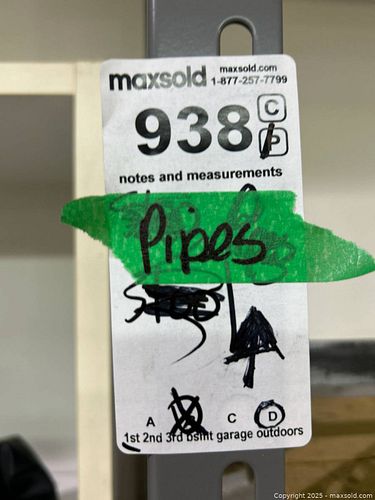 maxsold
maxsold.com
1-877-257-7799
938
C
P
notes and measurements
Pipes
A
C
D
1st 2nd 3rd bsmt garage outdoors
Copyright 2025 - maxsold.com